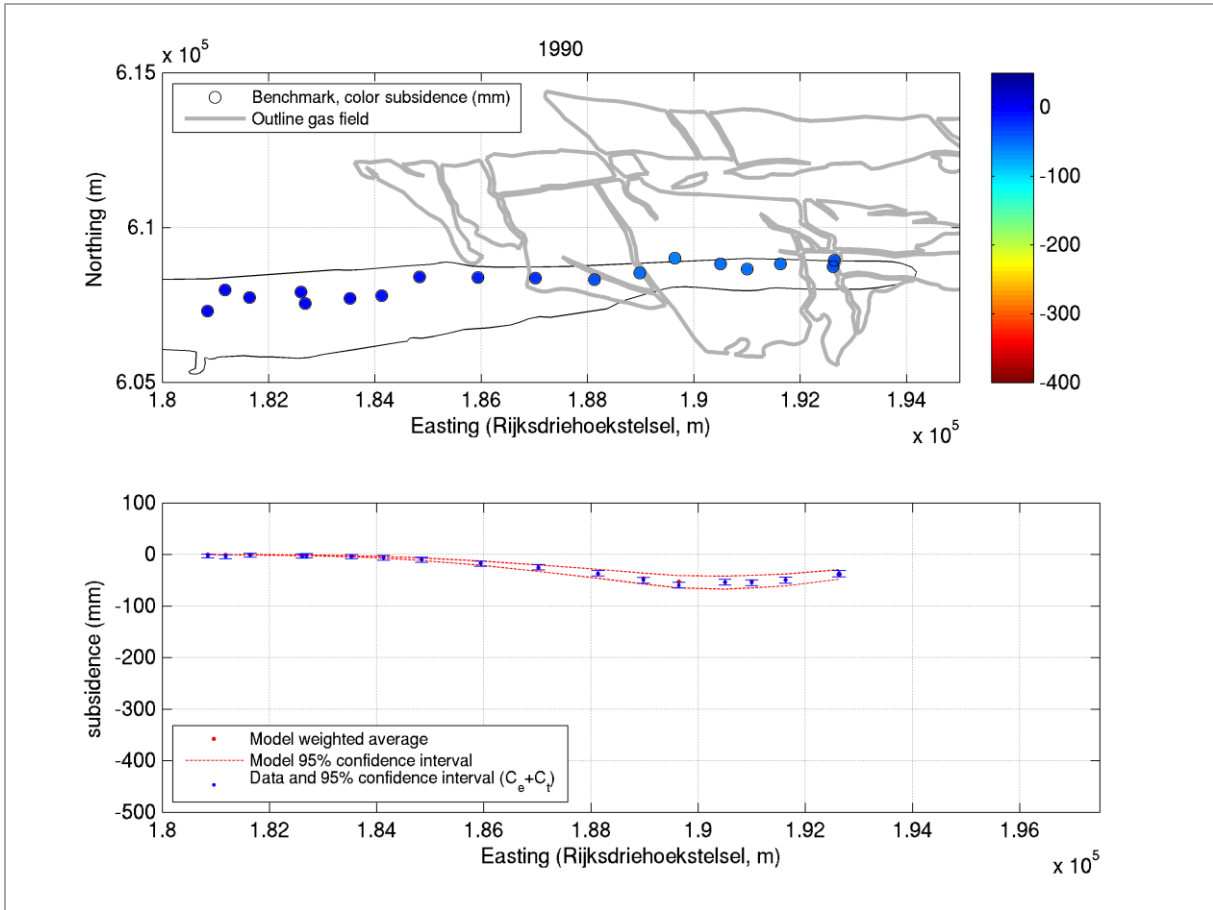 1990
x 10^5
6.15
6.1
6.05
Northing (m)
Benchmark, color subsidence (mm)
Outline gas field
1.8 1.82 1.84 1.86 1.88 1.9 1.92 1.94
Easting (Rijksdriehoekstelsel, m)
x 10^5
0
-100
-200
-300
-400
100
0
-100
-200
-300
-400
-500
subsidence (mm)
Model weighted average
Model 95% confidence interval
Data and 95% confidence interval (C_e+C_t)
1.8 1.82 1.84 1.86 1.88 1.9 1.92 1.94 1.96
Easting (Rijksdriehoekstelsel, m)
x 10^5